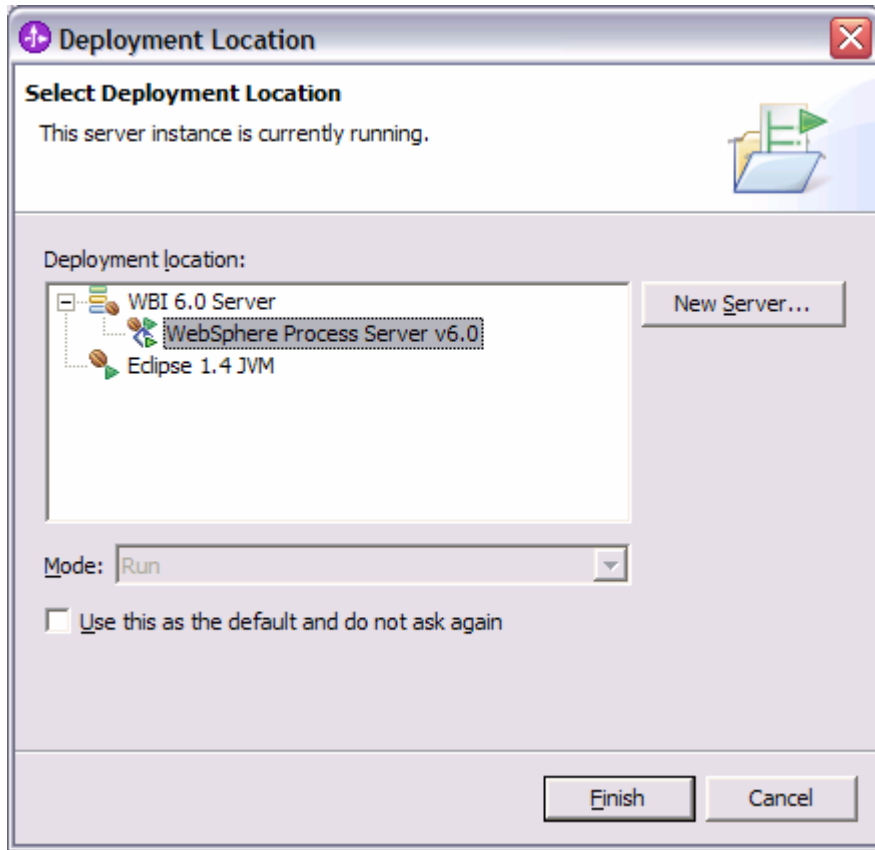 Deployment Location
Select Deployment Location
This server instance is currently running.
Deployment location:
WBI 6.0 Server
New Server...
WebSphere Process Server v6.0
Eclipse 1.4 JVM
Mode: Run
Use this as the default and do not ask again
Finish Cancel